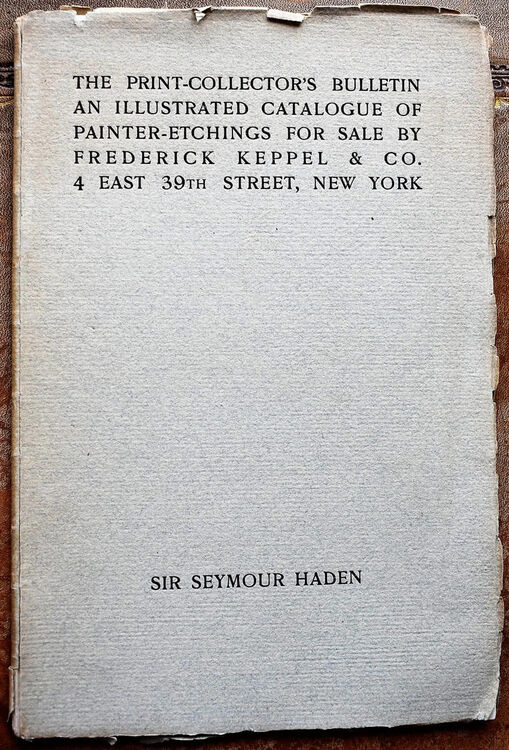 THE PRINT-COLLECTOR'S BULLETIN
AN ILLUSTRATED CATALOGUE OF
PAINTER-ETCHINGS FOR SALE BY
FREDERICK KEPPEL & CO.
4 EAST 39TH STREET, NEW YORK
SIR SEYMOUR HADEN